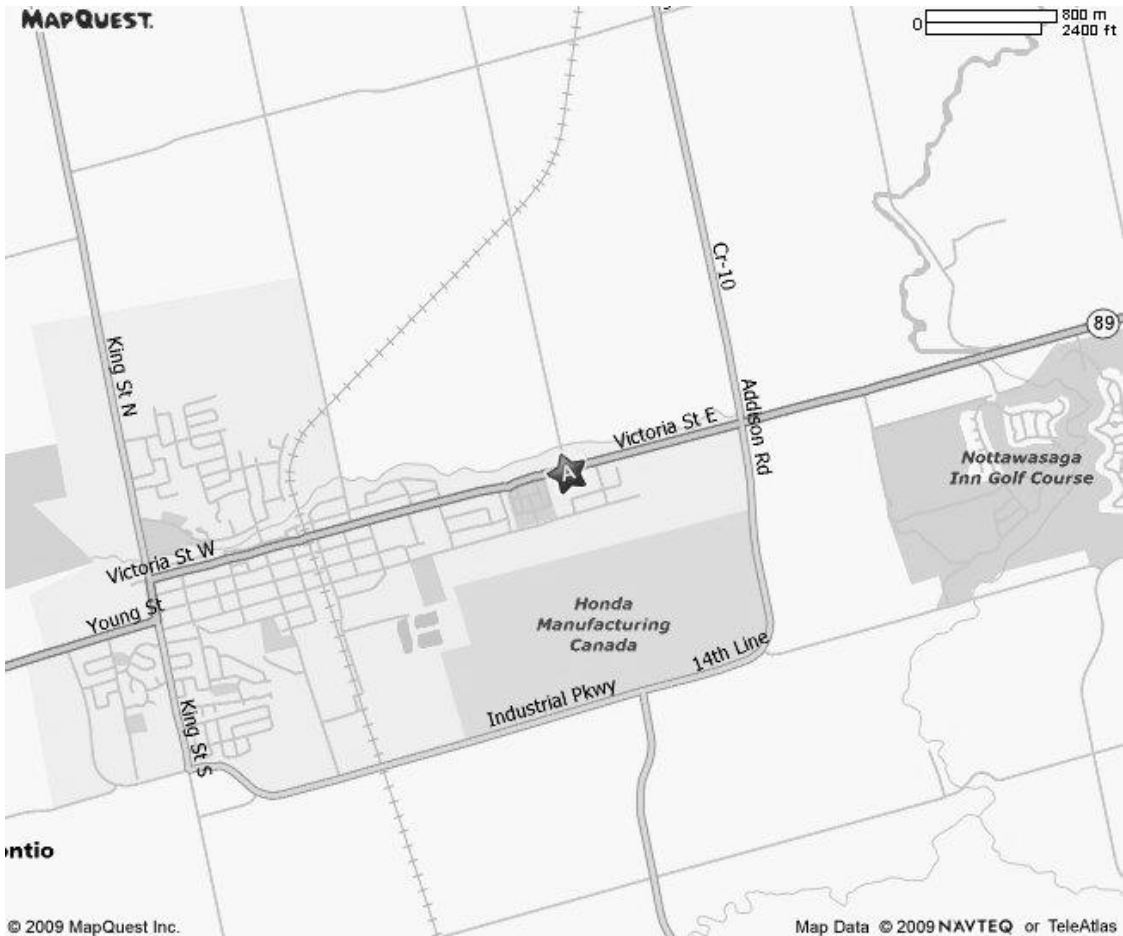 MAPQUEST.
0
800 m
2400 ft
Cr-10
89
King St N
Addison Rd
Victoria St E
A
Nottawasaga
Inn Golf Course
Victoria St W
Young St
Honda
Manufacturing
Canada
14th Line
Industrial Pkwy
King St S
© 2009 MapQuest Inc.
Map Data © 2009 NAVTEQ or TeleAtlas